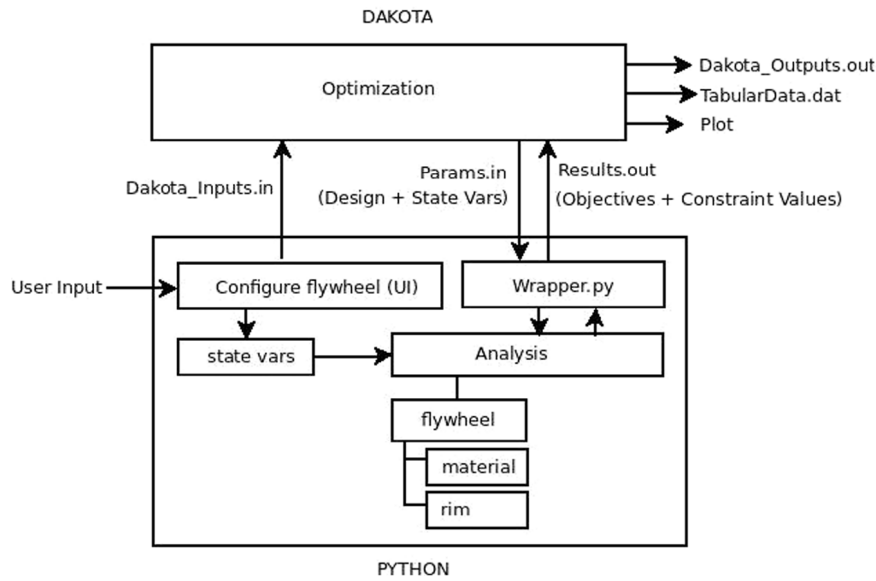 DAKOTA
Optimization
Dakota_Outputs.out
TabularData.dat
Plot
Dakota_Inputs.in
Params.in
(Design + State Vars)
Results.out
(Objectives + Constraint Values)
User Input
Configure flywheel (UI)
Wrapper.py
state vars
Analysis
flywheel
material
rim
PYTHON